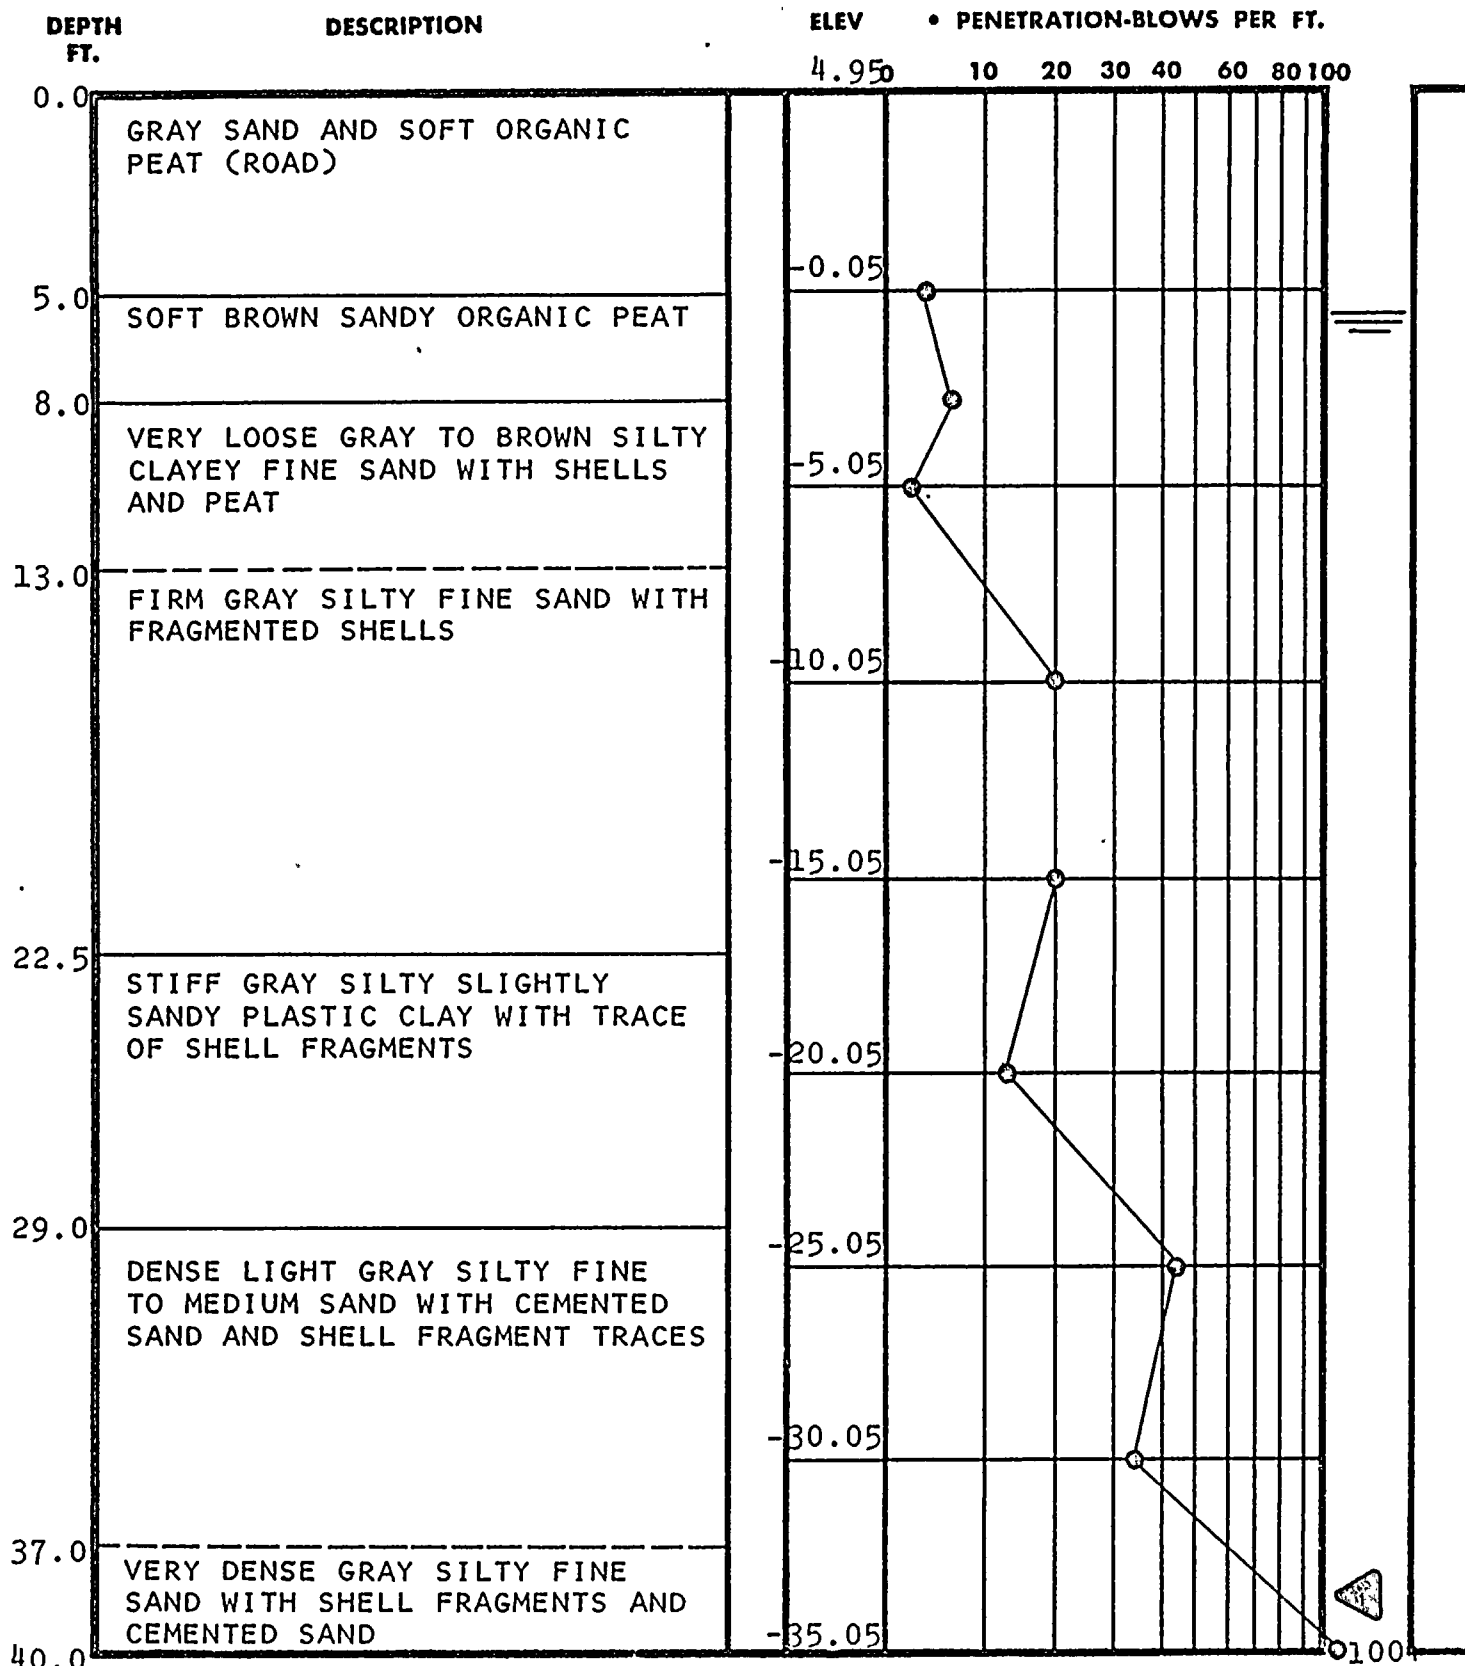 DEPTH FT.
DESCRIPTION
ELEV
• PENETRATION-BLOWS PER FT.
4.95
0 10 20 30 40 60 80 100
0.0
GRAY SAND AND SOFT ORGANIC
PEAT (ROAD)
-0.05
5.0
SOFT BROWN SANDY ORGANIC PEAT
8.0
VERY LOOSE GRAY TO BROWN SILTY
CLAYEY FINE SAND WITH SHELLS
AND PEAT
-5.05
13.0
FIRM GRAY SILTY FINE SAND WITH
FRAGMENTED SHELLS
-10.05
-15.05
22.5
STIFF GRAY SILTY SLIGHTLY
SANDY PLASTIC CLAY WITH TRACE
OF SHELL FRAGMENTS
-20.05
29.0
-25.05
DENSE LIGHT GRAY SILTY FINE
TO MEDIUM SAND WITH CEMENTED
SAND AND SHELL FRAGMENT TRACES
-30.05
37.0
VERY DENSE GRAY SILTY FINE
SAND WITH SHELL FRAGMENTS AND
CEMENTED SAND
-35.05
40.0
100